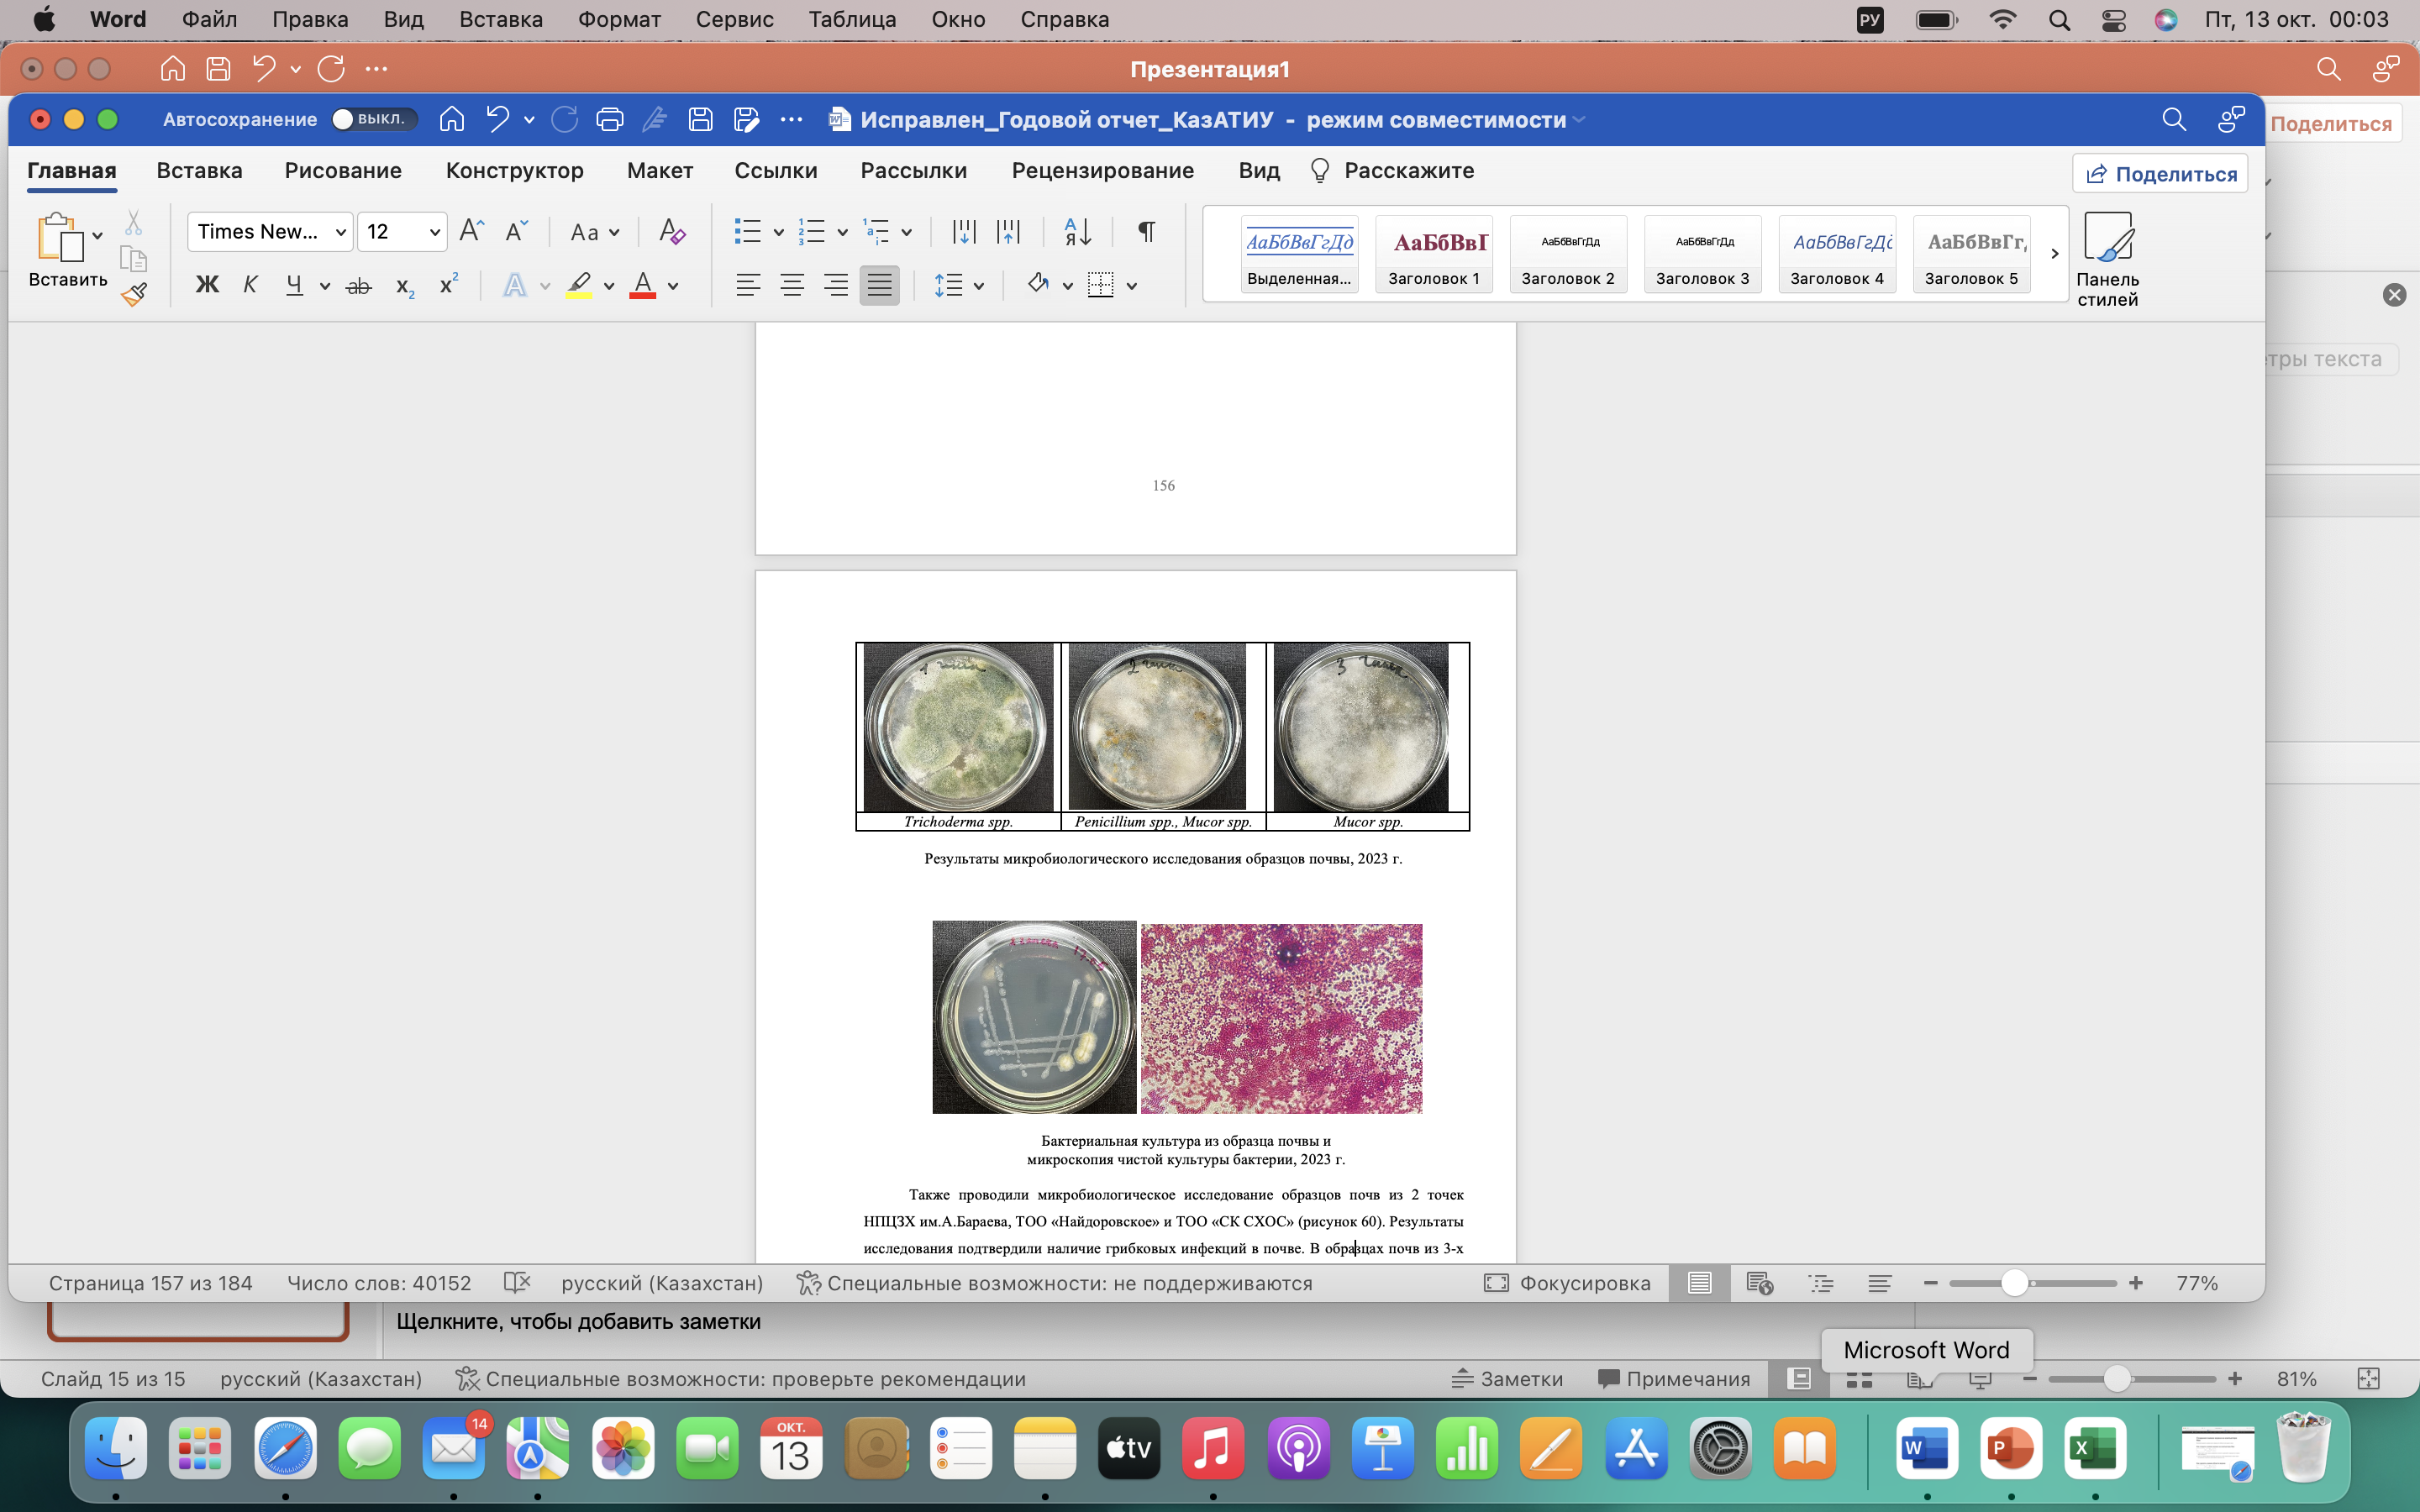 Word Файл Правка Вид Вставка Формат Сервис Таблица Окно Справка РУ Пт, 13 окт. 00:03
Презентация1
Автосохранение ВЫКЛ. Исправлен_Годовой отчет_КазАТИУ - режим совместимости
Поделиться
Главная Вставка Рисование Конструктор Макет Ссылки Рассылки Рецензирование Вид Расскажите Поделиться
Вставить
Times New... 12
Ж К Ч ab x₂ x²
АаБбВвГгДд АаБбВвГ АаБбВвГгДд АаБбВвГгДд АаБбВвГгДд АаБбВвГг,
Выделенная... Заголовок 1 Заголовок 2 Заголовок 3 Заголовок 4 Заголовок 5
Панель
стилей
тры текста
156
Trichoderma spp. Penicillium spp., Mucor spp. Mucor spp.
Результаты микробиологического исследования образцов почвы, 2023 г.
Бактериальная культура из образца почвы и
микроскопия чистой культуры бактерии, 2023 г.
Также проводили микробиологическое исследование образцов почв из 2 точек
НПЦЗХ им.А.Бараева, ТОО «Найдоровское» и ТОО «СК СХОС» (рисунок 60). Результаты
исследования подтвердили наличие грибковых инфекций в почве. В образцах почв из 3-х
Страница 157 из 184 Число слов: 40152 русский (Казахстан) Специальные возможности: не поддерживаются Фокусировка 77%
Щелкните, чтобы добавить заметки
Microsoft Word
Слайд 15 из 15 русский (Казахстан) Специальные возможности: проверьте рекомендации Заметки Примечания 81%
14
ОКТ.
13
tv
W P X